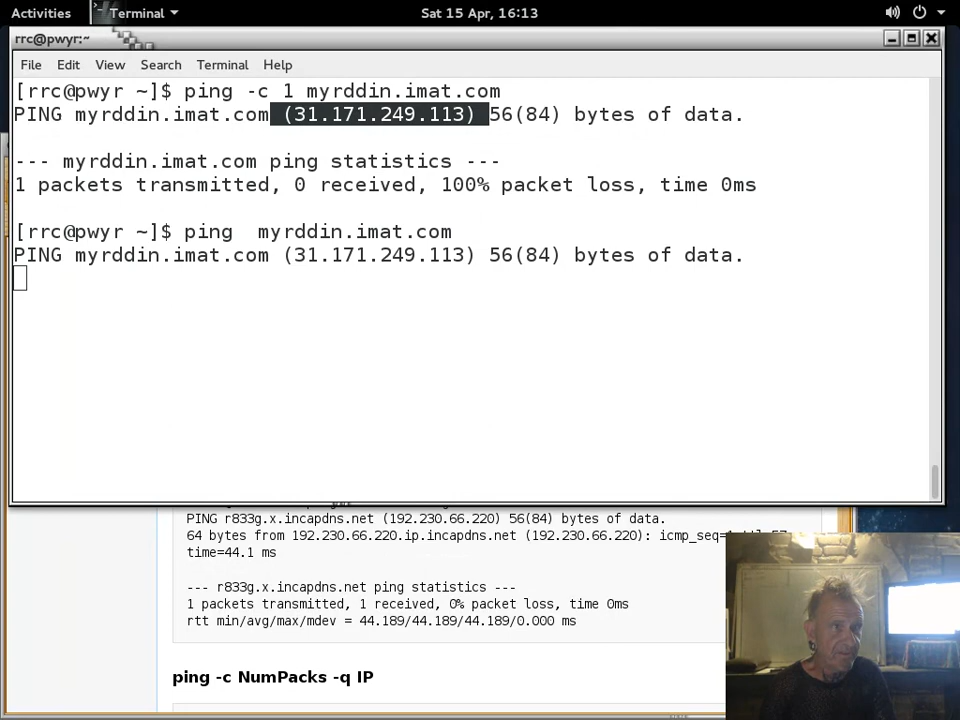 Activities
Terminal
Sat 15 Apr, 16:13
rrc@pwyr:~
File Edit View Search Terminal Help
[rrc@pwyr ~]$ ping -c 1 myrddin.imat.com
PING myrddin.imat.com (31.171.249.113) 56(84) bytes of data.
--- myrddin.imat.com ping statistics ---
1 packets transmitted, 0 received, 100% packet loss, time 0ms
[rrc@pwyr ~]$ ping  myrddin.imat.com
PING myrddin.imat.com (31.171.249.113) 56(84) bytes of data.
PING r833g.x.incapdns.net (192.230.66.220) 56(84) bytes of data.
64 bytes from 192.230.66.220.ip.incapdns.net (192.230.66.220):
time=44.1 ms
--- r833g.x.incapdns.net ping statistics ---
1 packets transmitted, 1 received, 0% packet loss, time 0ms
rtt min/avg/max/mdev = 44.189/44.189/44.189/0.000 ms
ping -c NumPacks -q IP